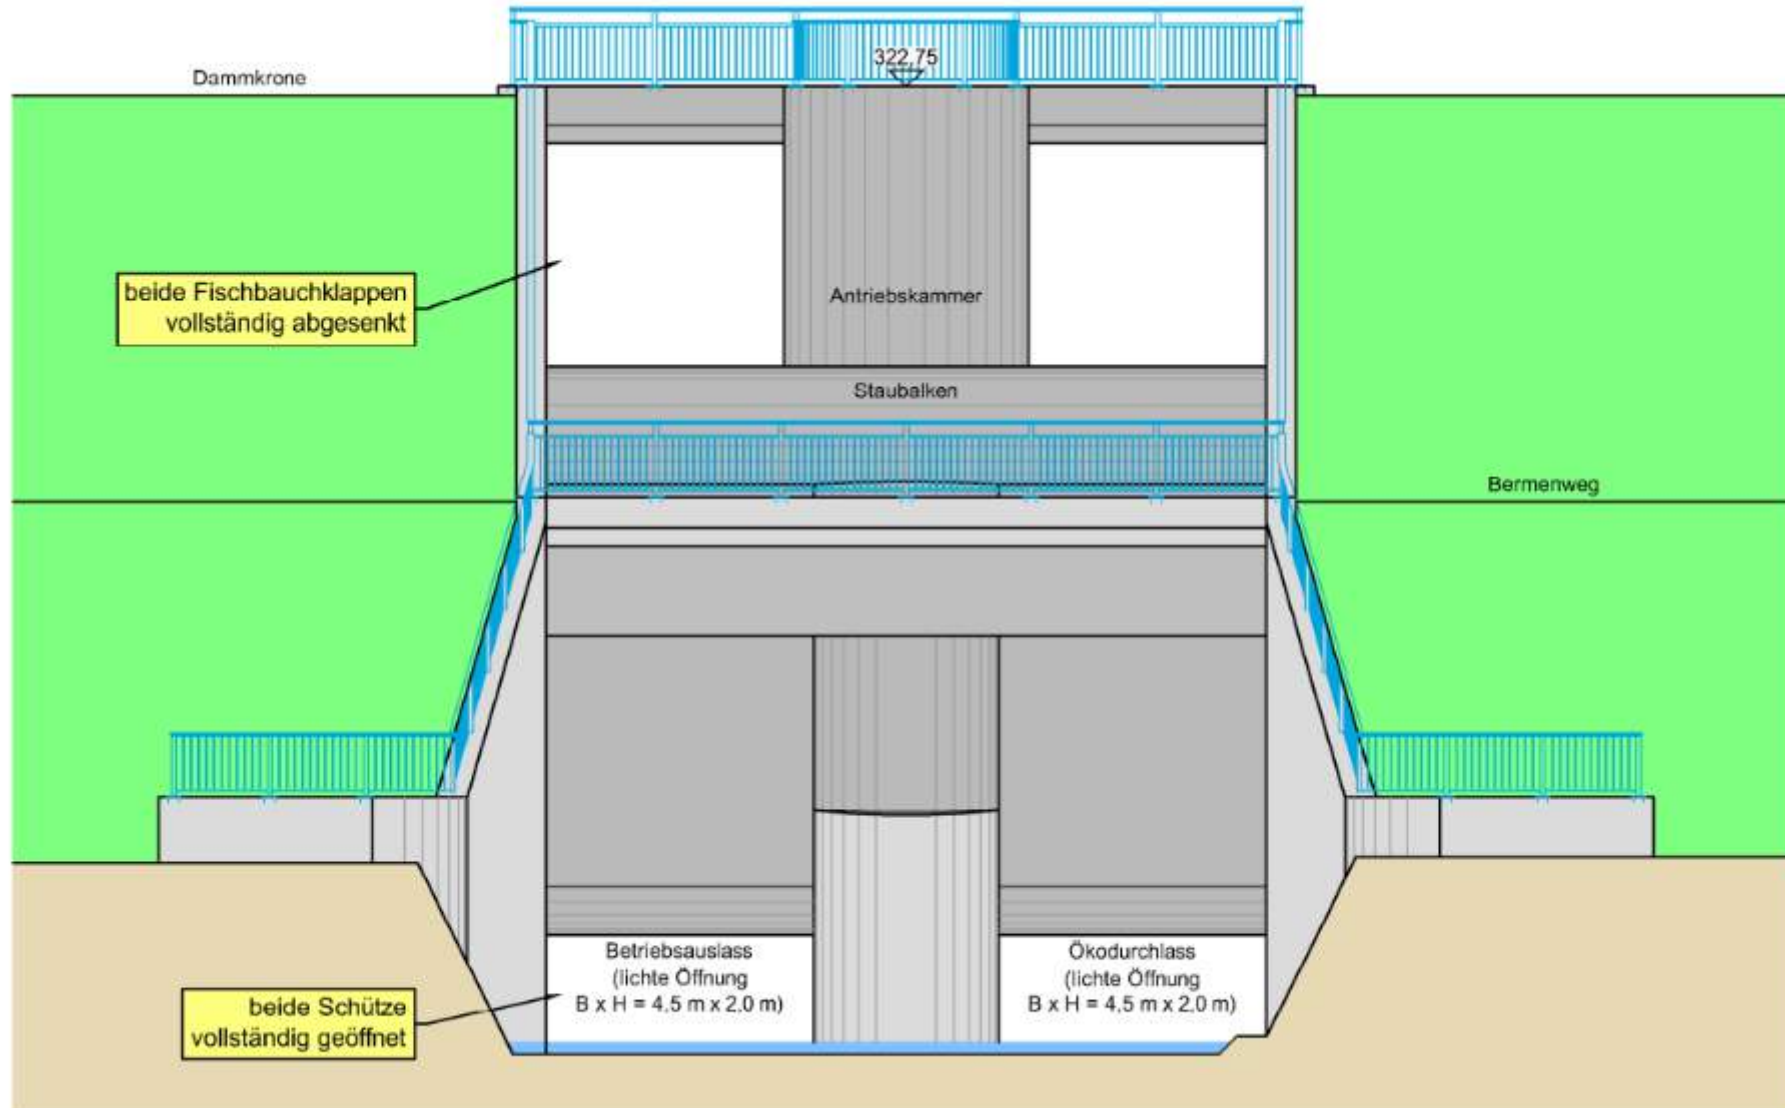 322,75
Dammkrone
beide Fischbauchklappen
vollständig abgesenkt
Antriebskammer
Staubalken
Bermenweg
Betriebsauslass
(lichte Öffnung
B x H = 4,5 m x 2,0 m)
Ökodurchlass
(lichte Öffnung
B x H = 4,5 m x 2,0 m)
beide Schütze
vollständig geöffnet